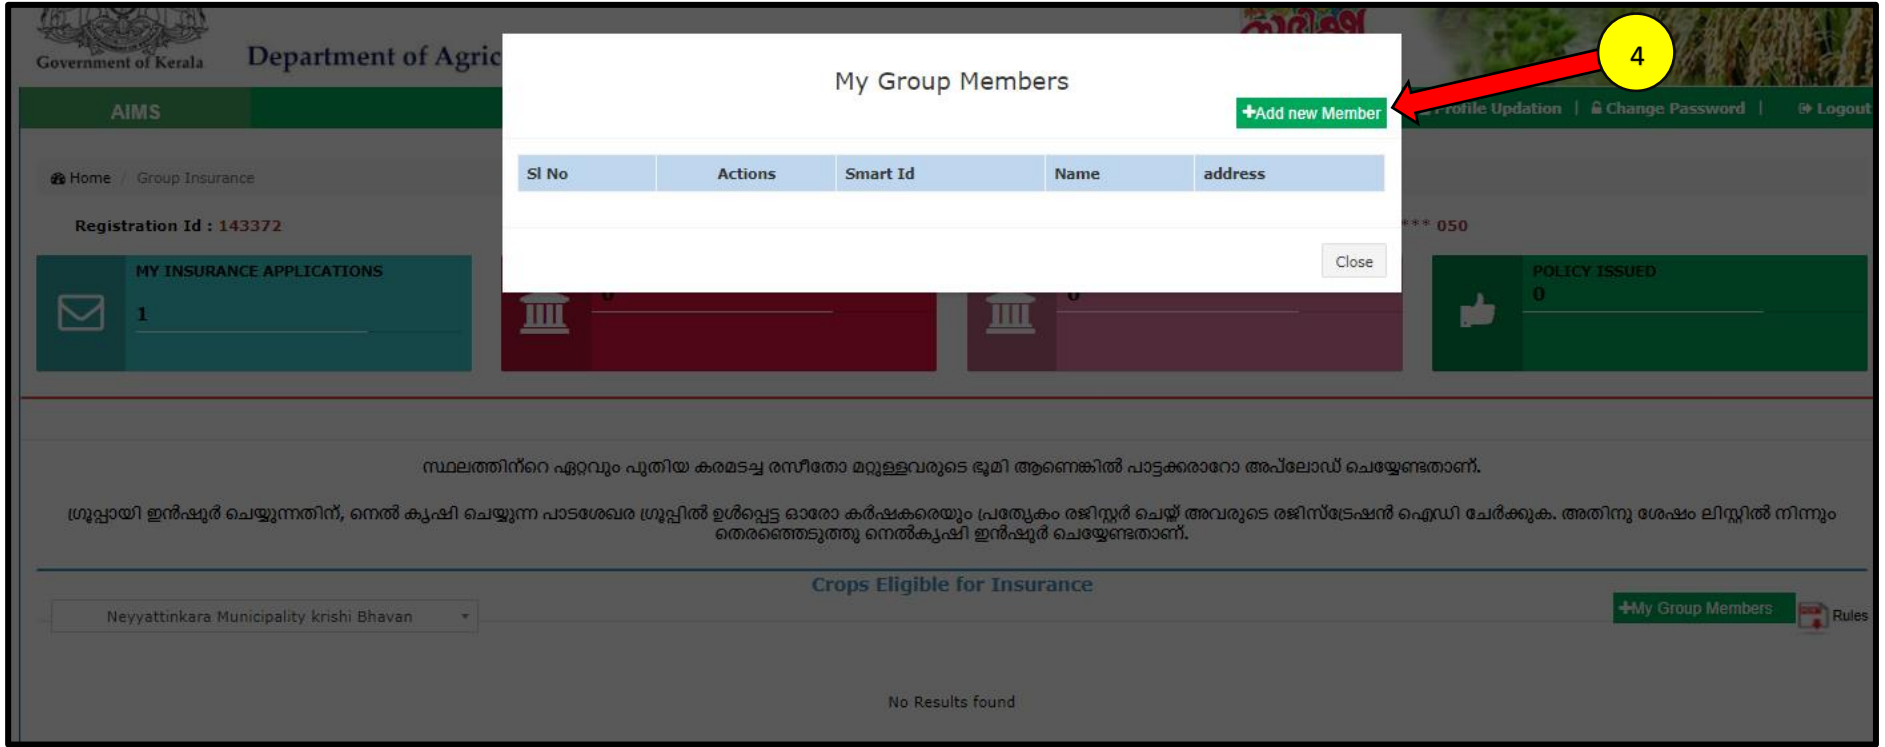 Government of Kerala
Department of Agric
4
My Group Members
Add new Member
AIMS
Profile Updation | Change Password | Logout
Sl No Actions Smart Id Name address
Home / Group Insurance
Registration Id : 143372
*** 050
Close
MY INSURANCE APPLICATIONS
1
0
0
POLICY ISSUED
0
സ്ഥലത്തിന്റെ ഏറ്റവും പുതിയ കരമടച്ച രസീതോ മറ്റുള്ളവരുടെ ഭൂമി ആണെങ്കിൽ പാട്ടക്കരാറോ അപ്‌ലോഡ് ചെയ്യേണ്ടതാണ്.
ഗ്രൂപ്പായി ഇൻഷുർ ചെയ്യുന്നതിന്, നെൽ കൃഷി ചെയ്യുന്ന പാടശേഖര ഗ്രൂപ്പിൽ ഉൾപ്പെട്ട ഓരോ കർഷകരെയും പ്രത്യേകം രജിസ്റ്റർ ചെയ്ത് അവരുടെ രജിസ്ട്രേഷൻ ഐഡി ചേർക്കുക. അതിനു ശേഷം ലിസ്റ്റിൽ നിന്നും
തെരഞ്ഞെടുത്തു നെൽകൃഷി ഇൻഷുർ ചെയ്യേണ്ടതാണ്.
Crops Eligible for Insurance
Neyyattinkara Municipality krishi Bhavan
My Group Members
Rules
No Results found